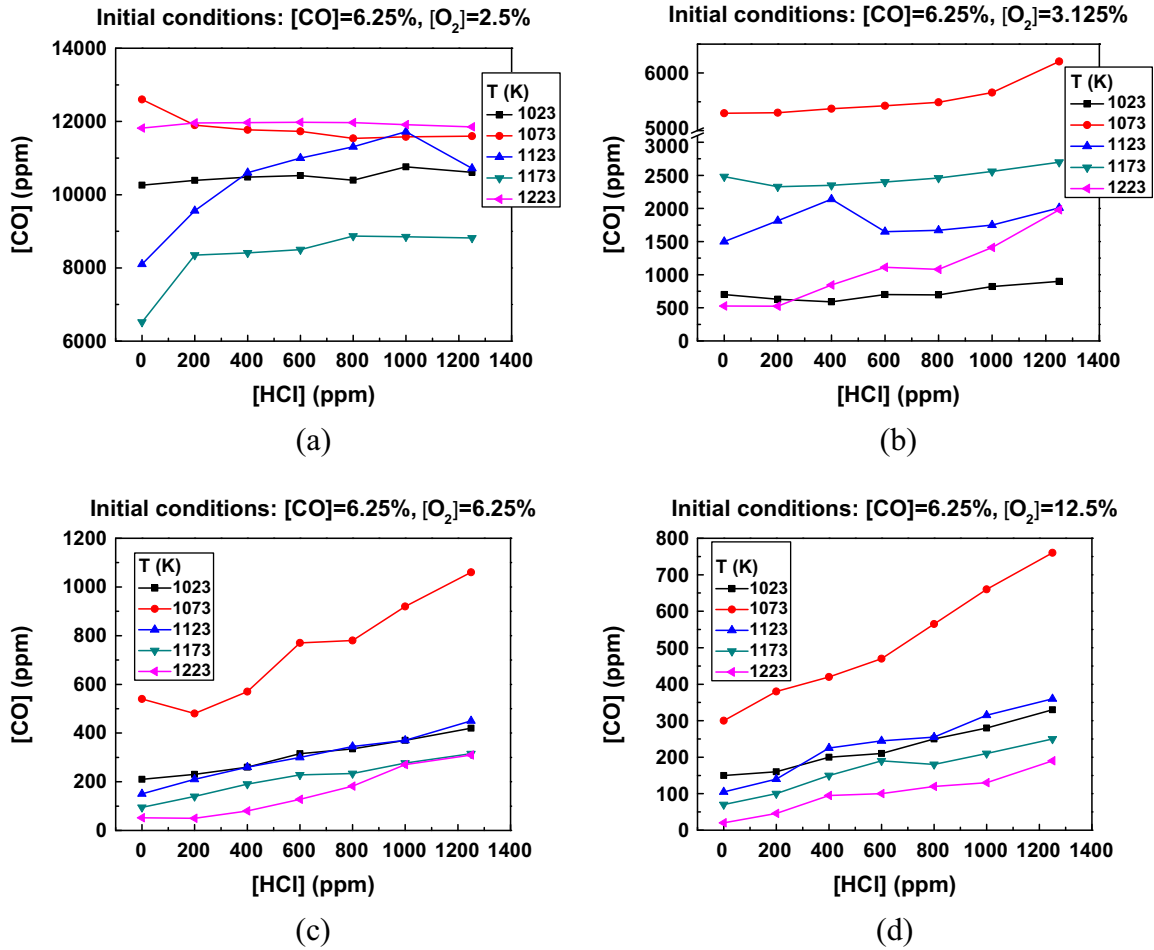 Initial conditions: [CO]=6.25%, [O₂]=2.5%
14000
12000
10000
8000
6000
[CO] (ppm)
T (K)
1023
1073
1123
1173
1223
0 200 400 600 800 1000 1200 1400
[HCl] (ppm)
(a)
Initial conditions: [CO]=6.25%, [O₂]=3.125%
6000
5000
3000
2500
2000
1500
1000
500
0
[CO] (ppm)
T (K)
1023
1073
1123
1173
1223
0 200 400 600 800 1000 1200 1400
[HCl] (ppm)
(b)
Initial conditions: [CO]=6.25%, [O₂]=6.25%
1200
1000
800
600
400
200
0
[CO] (ppm)
T (K)
1023
1073
1123
1173
1223
0 200 400 600 800 1000 1200 1400
[HCl] (ppm)
(c)
Initial conditions: [CO]=6.25%, [O₂]=12.5%
800
700
600
500
400
300
200
100
0
[CO] (ppm)
T (K)
1023
1073
1123
1173
1223
0 200 400 600 800 1000 1200 1400
[HCl] (ppm)
(d)